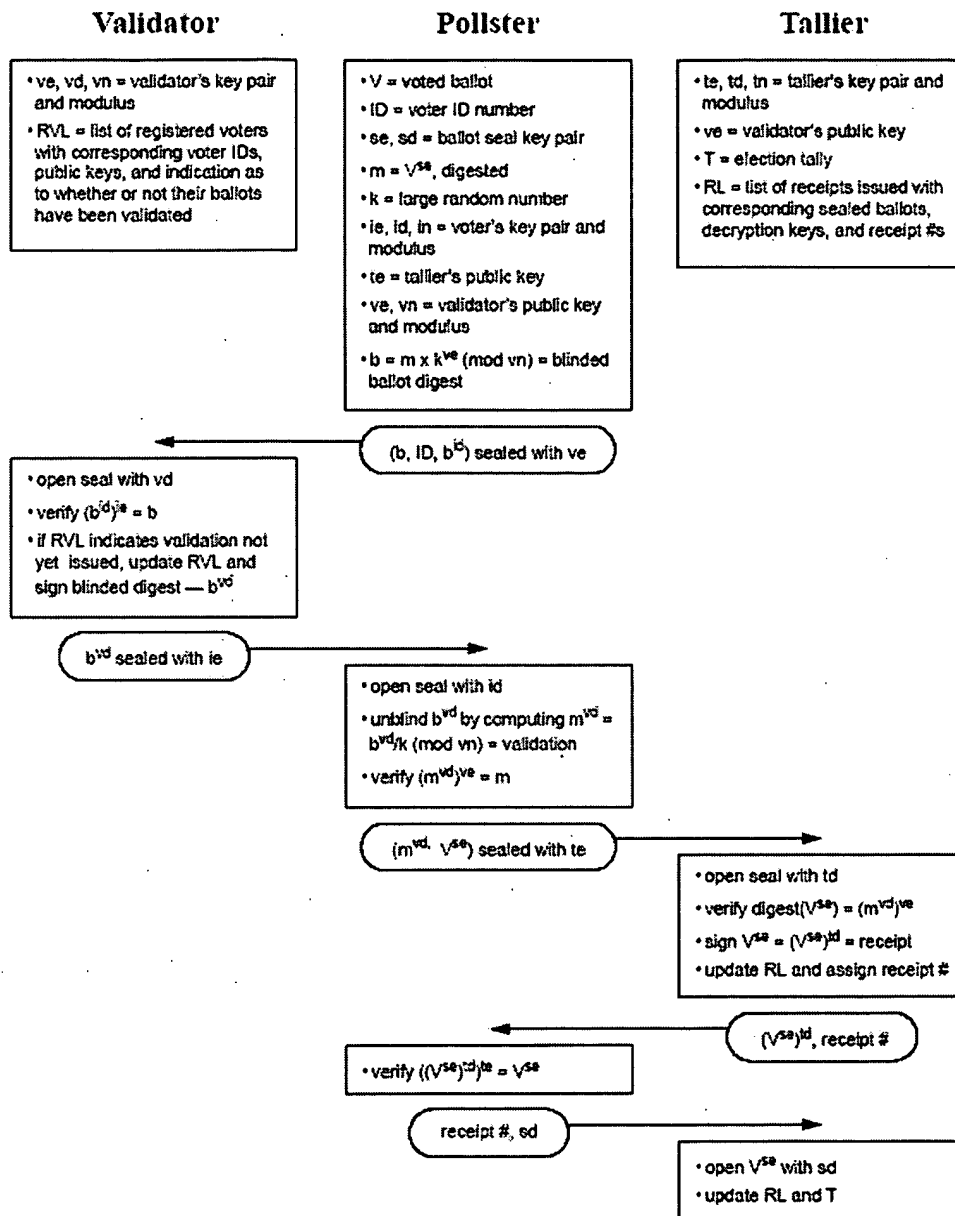 Validator
Pollster
Tallier
• ve, vd, vn = validator's key pair
and modulus
• RVL = list of registered voters
with corresponding voter IDs,
public keys, and indication as
to whether or not their ballots
have been validated
• V = voted ballot
• ID = voter ID number
• se, sd = ballot seal key pair
• m = V^se, digested
• k = large random number
• ie, id, in = voter's key pair and
modulus
• te = tallier's public key
• ve, vn = validator's public key
and modulus
• b = m x k^ve (mod vn) = blinded
ballot digest
• te, td, tn = tallier's key pair and
modulus
• ve = validator's public key
• T = election tally
• RL = list of receipts issued with
corresponding sealed ballots,
decryption keys, and receipt #s
(b, ID, b^id) sealed with ve
• open seal with vd
• verify (b^id)^ie = b
• if RVL indicates validation not
yet issued, update RVL and
sign blinded digest — b^vd
b^vd sealed with ie
• open seal with id
• unblind b^vd by computing m^vd =
b^vd/k (mod vn) = validation
• verify (m^vd)^ve = m
(m^vd, V^se) sealed with te
• open seal with td
• verify digest(V^se) = (m^vd)^ve
• sign V^se = (V^se)^td = receipt
• update RL and assign receipt #
(V^se)^td, receipt #
• verify ((V^se)^td)^te = V^se
receipt #, sd
• open V^se with sd
• update RL and T